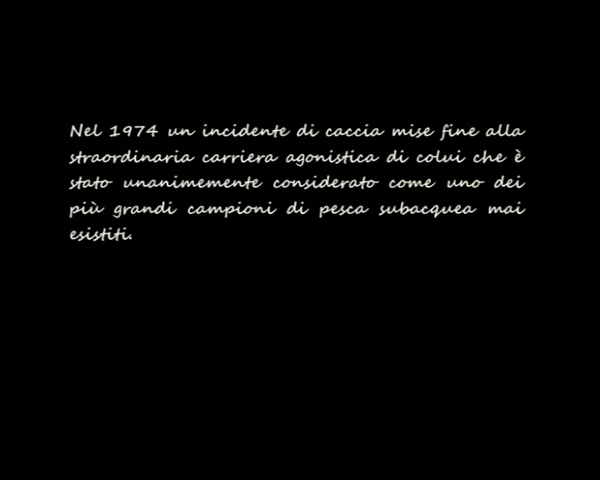 Nel 1974 un incidente di caccia mise fine alla
straordinaria carriera agonistica di colui che è
stato unanimemente considerato come uno dei
più grandi campioni di pesca subacquea mai
esistiti.